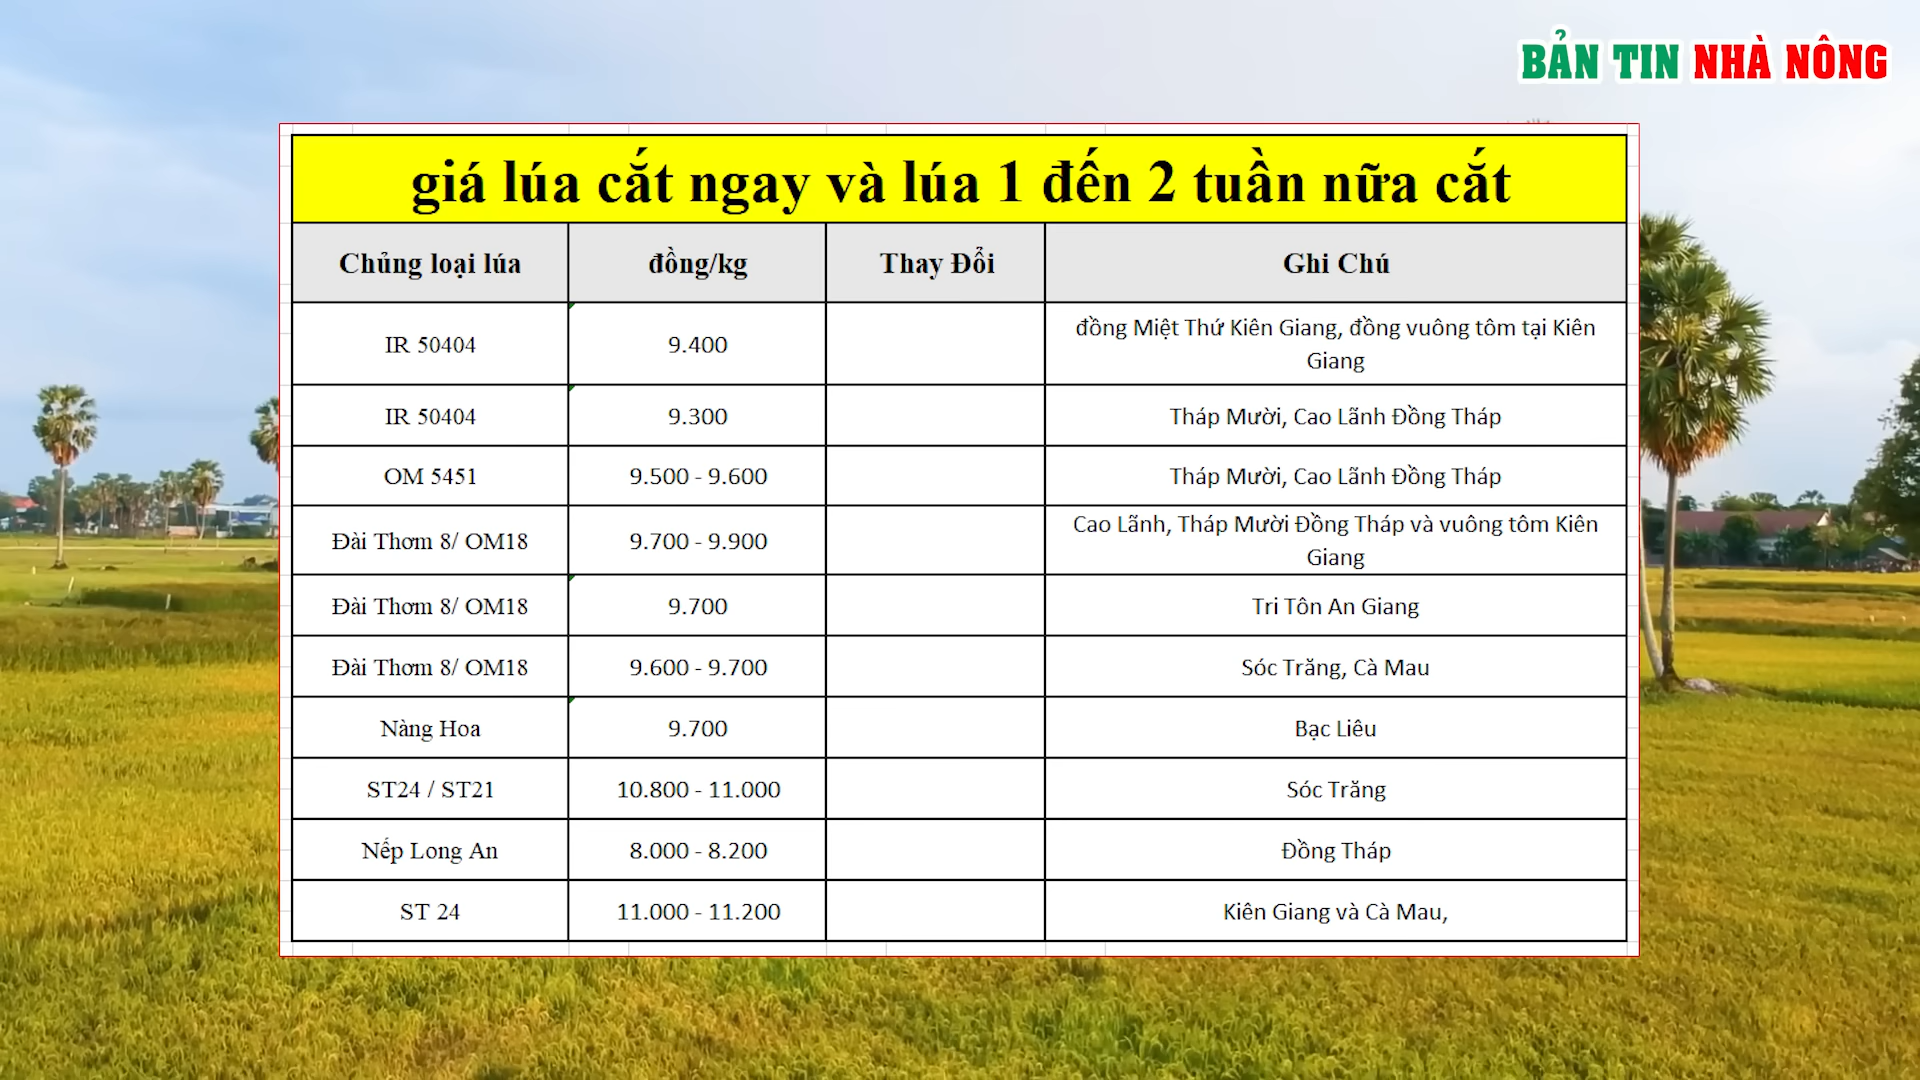 BẢN TIN NHÀ NÔNG
giá lúa cắt ngay và lúa 1 đến 2 tuần nữa cắt
Chủng loại lúa đồng/kg Thay Đổi Ghi Chú
IR 50404 9.400 đồng Miệt Thứ Kiên Giang, đồng vuông tôm tại Kiên
Giang
IR 50404 9.300 Tháp Mười, Cao Lãnh Đồng Tháp
OM 5451 9.500 - 9.600 Tháp Mười, Cao Lãnh Đồng Tháp
Đài Thơm 8/ OM18 9.700 - 9.900 Cao Lãnh, Tháp Mười Đồng Tháp và vuông tôm Kiên
Giang
Đài Thơm 8/ OM18 9.700 Tri Tôn An Giang
Đài Thơm 8/ OM18 9.600 - 9.700 Sóc Trăng, Cà Mau
Nàng Hoa 9.700 Bạc Liêu
ST24 / ST21 10.800 - 11.000 Sóc Trăng
Nếp Long An 8.000 - 8.200 Đồng Tháp
ST 24 11.000 - 11.200 Kiên Giang và Cà Mau,